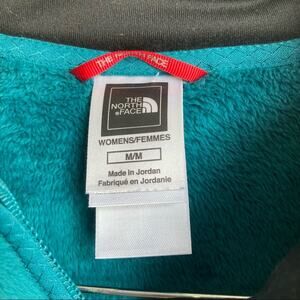 THE NORTH FACE
THE
NORTH
FACE
WOMENS/FEMMES
M/M
Made in Jordan
Fabriqué en Jordanie